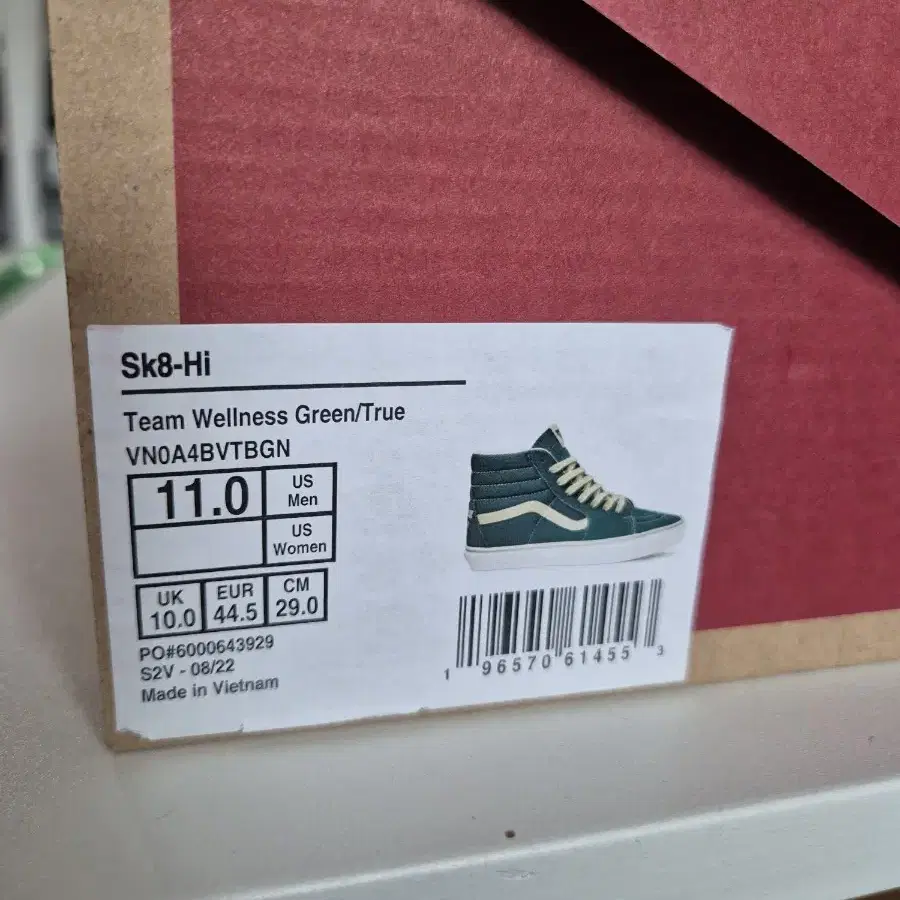 Sk8-Hi
Team Wellness Green/True
VN0A4BVTBGN
11.0 US Men
US Women
UK 10.0 EUR 44.5 CM 29.0
PO#6000643929
S2V - 08/22
Made in Vietnam
1 96570 61455 3